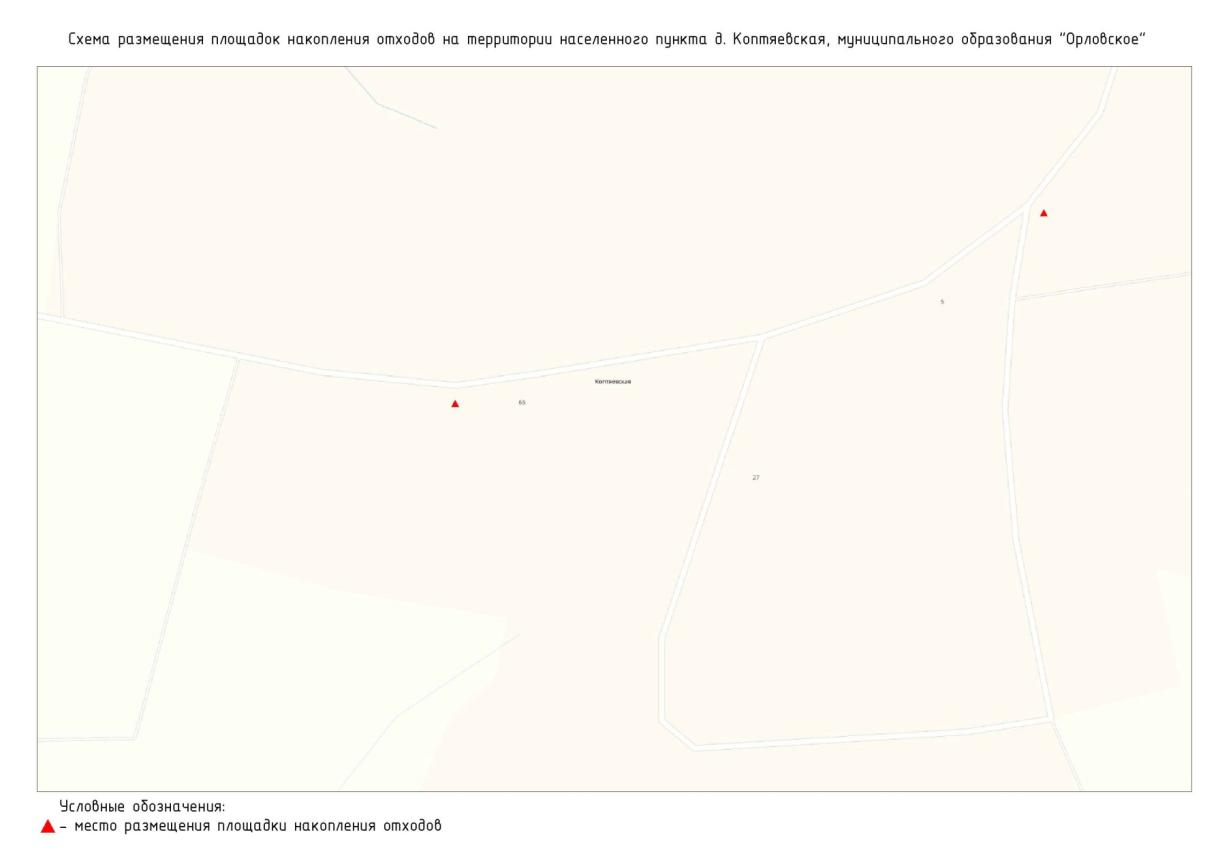 Схема размещения площадок накопления отходов на территории населенного пункта д. Коптяевская, муниципального образования "Орловское"
5
Коптяевская
65
27
Условные обозначения:
– место размещения площадки накопления отходов